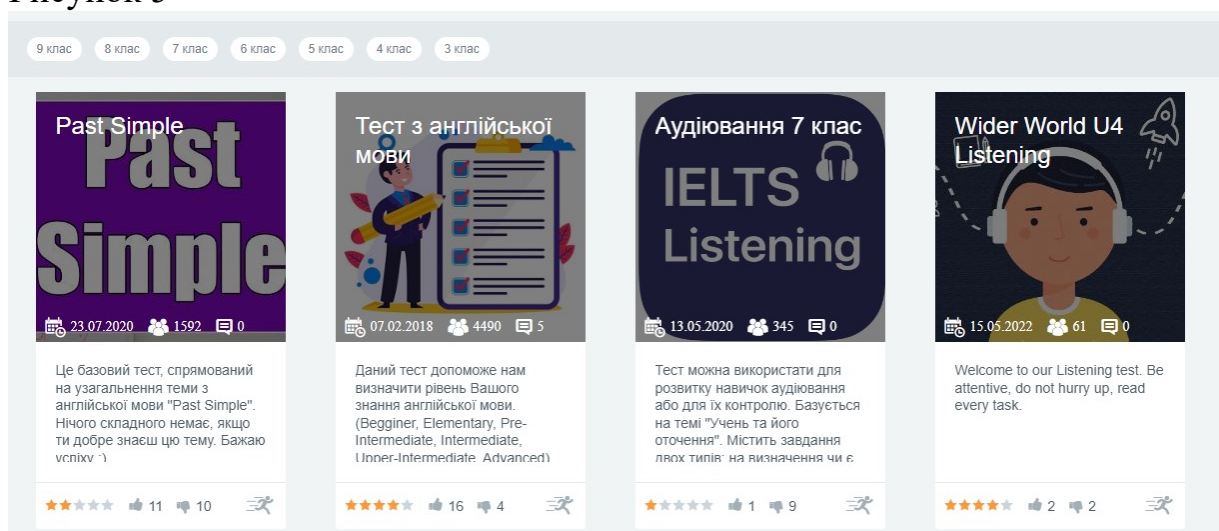 Рисунок 3
9 клас 8 клас 7 клас 6 клас 5 клас 4 клас 3 клас
Past Simple
Past
Simple
23.07.2020 1592 0
Це базовий тест, спрямований
на узагальнення теми з
англійської мови "Past Simple".
Нічого складного немає, якщо
ти добре знаєш цю тему. Бажаю
успіху :)
11 10
Тест з англійської
мови
07.02.2018 4490 5
Даний тест допоможе нам
визначити рівень Вашого
знання англійської мови.
(Begginer, Elementary, Pre-
Intermediate, Intermediate,
Upper-Intermediate, Advanced)
16 4
Аудіювання 7 клас
IELTS
Listening
13.05.2020 345 0
Тест можна використати для
розвитку навичок аудіювання
або для їх контролю. Базується
на темі "Учень та його
оточення". Містить завдання
двох типів: на визначення чи є
1 9
Wider World U4
Listening
15.05.2022 61 0
Welcome to our Listening test. Be
attentive, do not hurry up, read
every task.
2 2